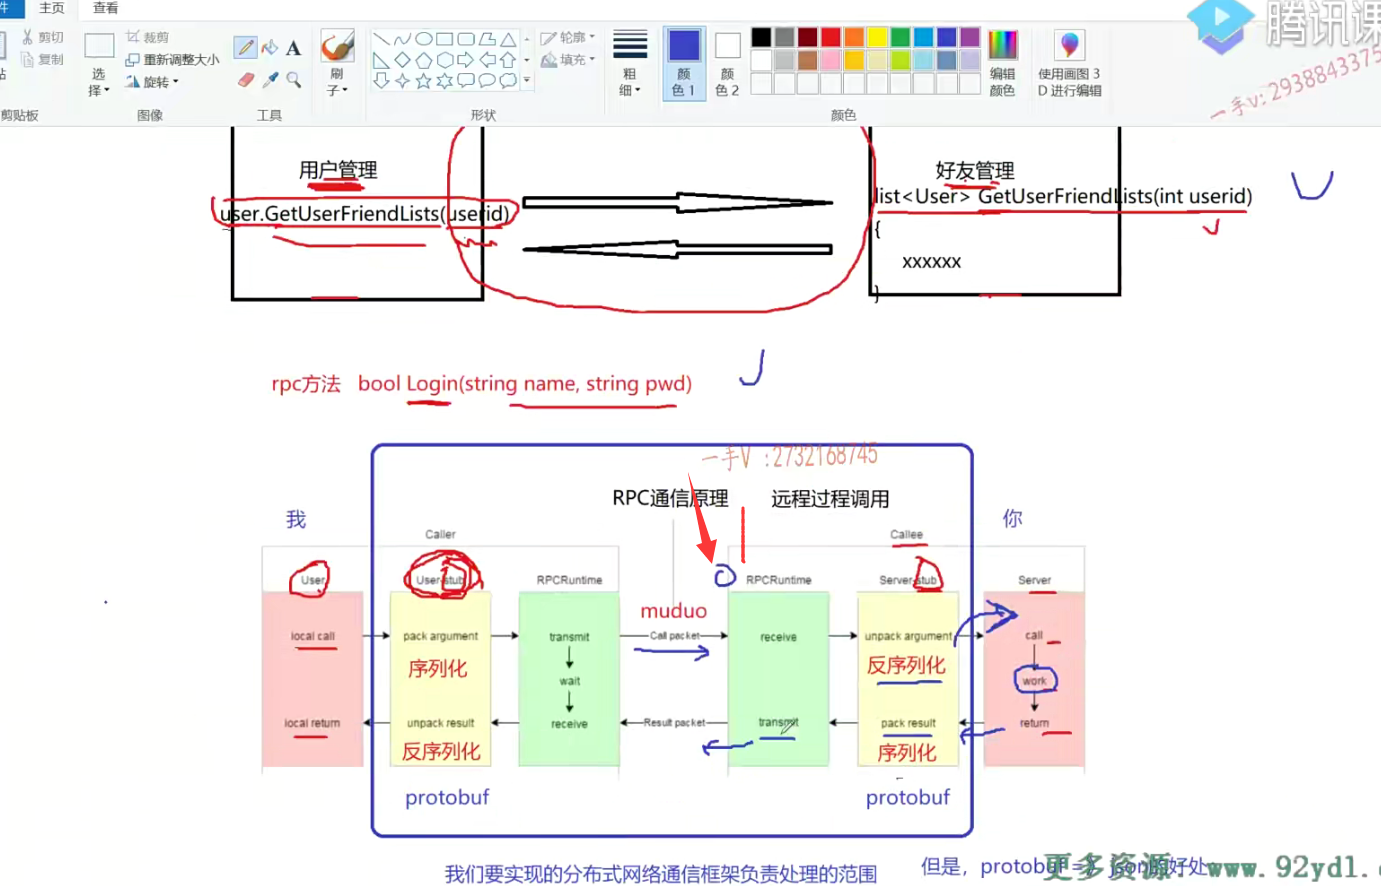 件 主页 查看
剪切
复制
剪贴板
选
择
裁剪
重新调整大小
旋转
图像
A
工具
刷
子
轮廓
填充
形状
粗
细
颜
色 1
颜
色 2
编辑
颜色
颜色
使用画图 3
D 进行编辑
腾讯课
一手v:2938843375
用户管理
user.GetUserFriendLists(userid)
好友管理
list<User> GetUserFriendLists(int userid)
{
xxxxxx
}
rpc方法 bool Login(string name, string pwd)
一手V :2732168745
RPC通信原理 远程过程调用
我
你
Caller
Callee
User
User-stub
RPCRuntime
RPCRuntime
Server-stub
Server
muduo
local call
pack argument
transmit
Call packet
receive
unpack argument
call
序列化
反序列化
wait
work
local return
unpack result
receive
Result packet
transmit
pack result
return
反序列化
序列化
protobuf
protobuf
我们要实现的分布式网络通信框架负责处理的范围
但是，protobuf => json的好处
更多资源：www.92yd1.